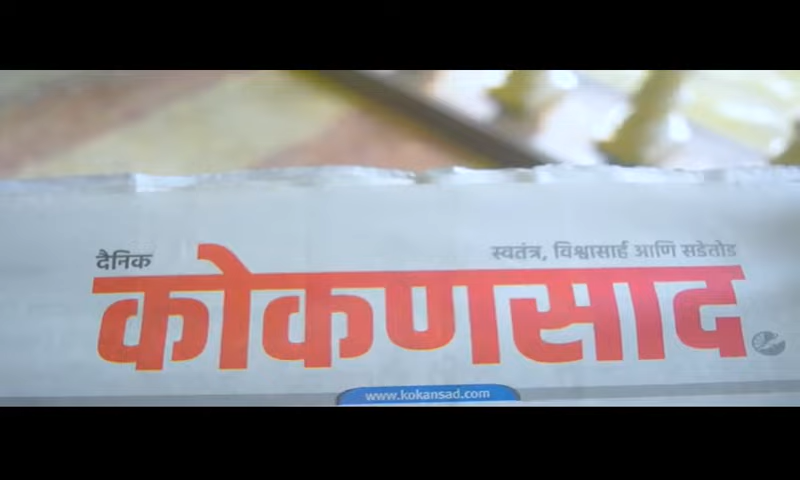 दैनिक
स्वतंत्र, विश्वासार्ह आणि सडेतोड
कोकणसाद
www.kokansad.com